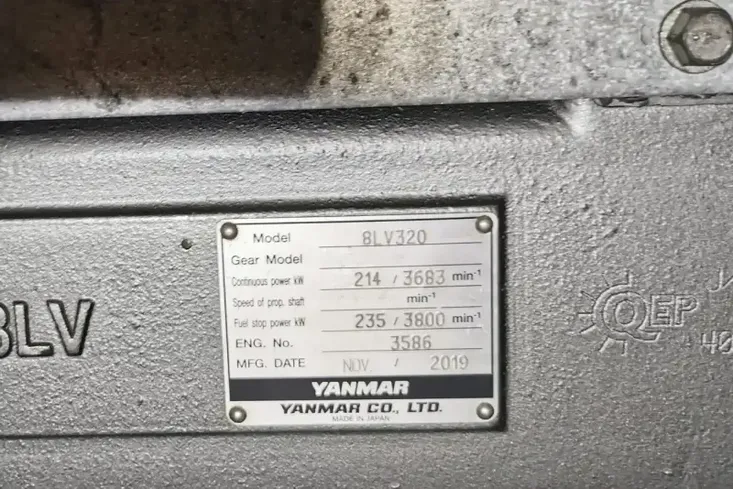 Model 8LV320
Gear Model
Continuous power kW 214 / 3683 min-1
Speed of prop. shaft min-1
Fuel stop power kW 235 / 3800 min-1
ENG. No. 3586
MFG. DATE NOV. / 2019
YANMAR
YANMAR CO., LTD.
MADE IN JAPAN
8LV
QEP
40